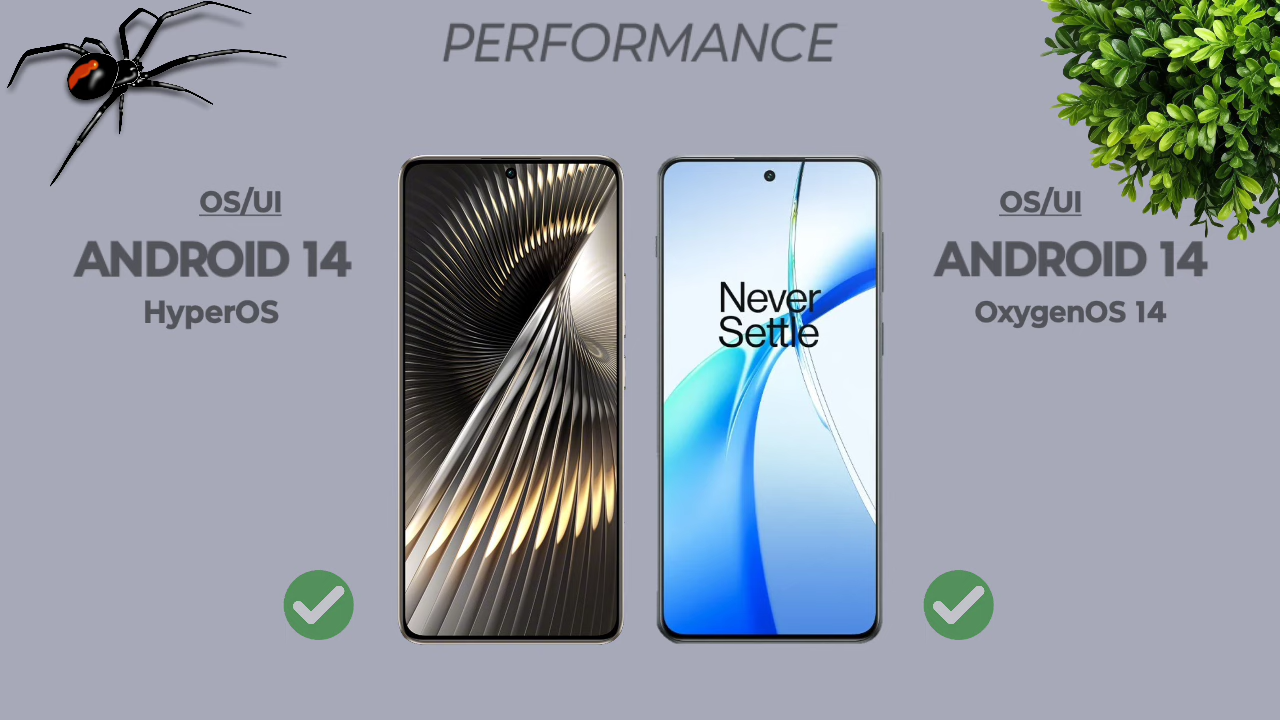 PERFORMANCE
OS/UI
ANDROID 14
HyperOS
Never
Settle
OS/UI
ANDROID 14
OxygenOS 14